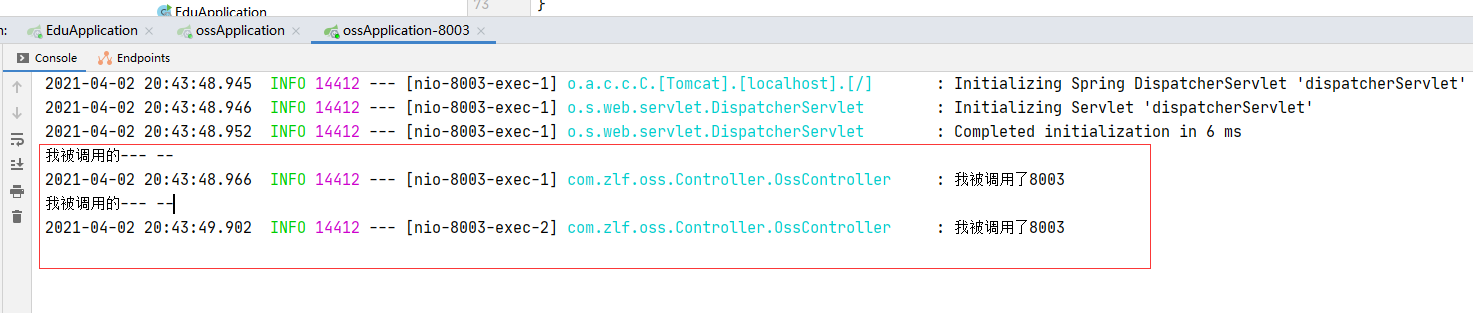 EduApplication
73 }
n: EduApplication ossApplication ossApplication-8003
Console Endpoints
2021-04-02 20:43:48.945 INFO 14412 --- [nio-8003-exec-1] o.a.c.c.C.[Tomcat].[localhost].[/] : Initializing Spring DispatcherServlet 'dispatcherServlet'
2021-04-02 20:43:48.946 INFO 14412 --- [nio-8003-exec-1] o.s.web.servlet.DispatcherServlet : Initializing Servlet 'dispatcherServlet'
2021-04-02 20:43:48.952 INFO 14412 --- [nio-8003-exec-1] o.s.web.servlet.DispatcherServlet : Completed initialization in 6 ms
我被调用的--- --
2021-04-02 20:43:48.966 INFO 14412 --- [nio-8003-exec-1] com.zlf.oss.Controller.OssController : 我被调用了8003
我被调用的--- --
2021-04-02 20:43:49.902 INFO 14412 --- [nio-8003-exec-2] com.zlf.oss.Controller.OssController : 我被调用了8003